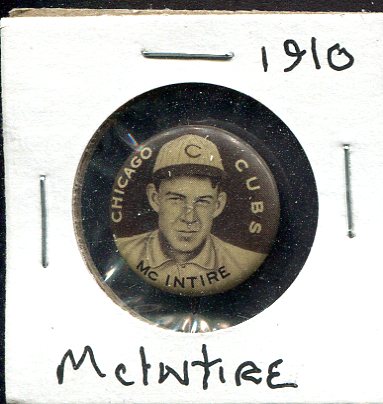 1910
CHICAGO
CUBS
C
MC INTIRE
McINTIRE